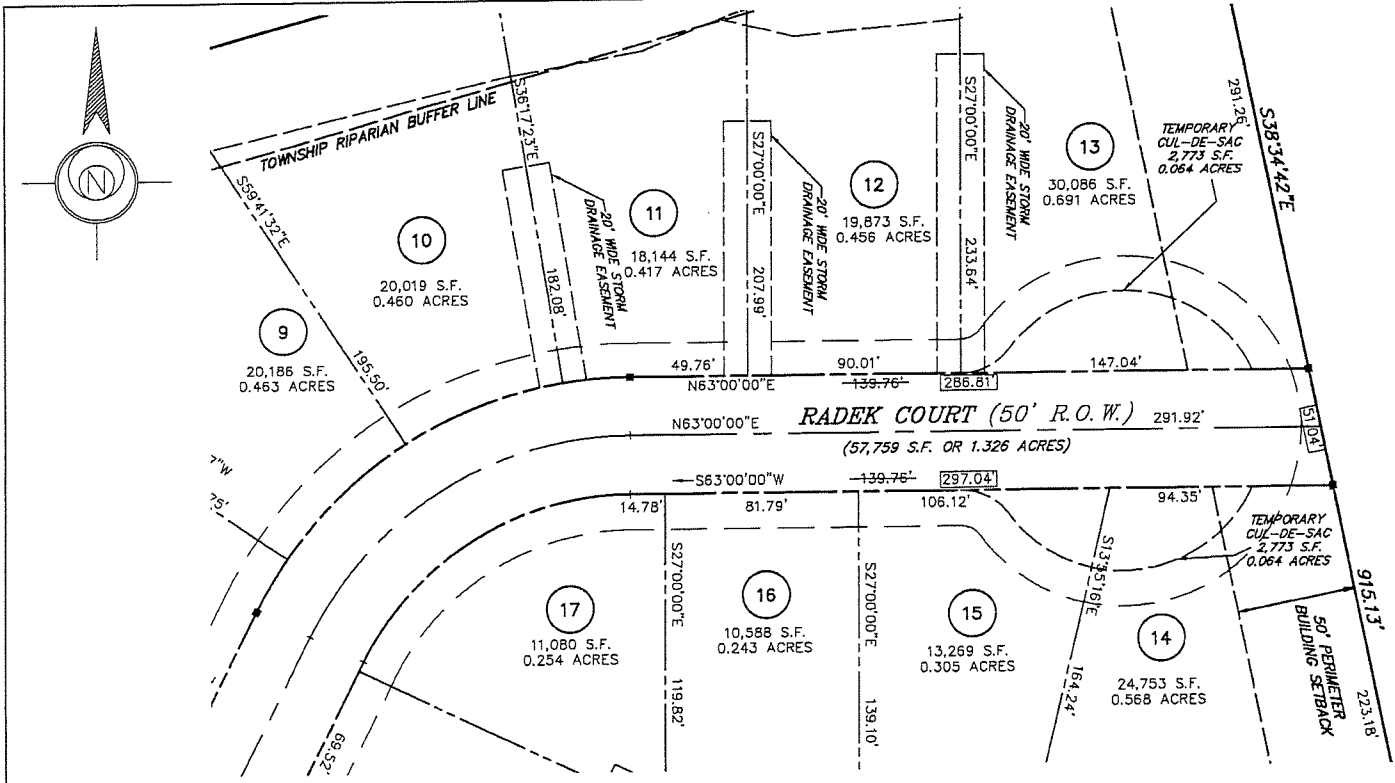 N
TOWNSHIP RIPARIAN BUFFER LINE
S59°41'32"E
195.50'
9
20,186 S.F.
0.463 ACRES
10
20,019 S.F.
0.460 ACRES
S36°17'23"E
182.08'
20' WIDE STORM
DRAINAGE EASEMENT
11
18,144 S.F.
0.417 ACRES
S27°00'00"E
207.99'
20' WIDE STORM
DRAINAGE EASEMENT
12
19,873 S.F.
0.456 ACRES
S27°00'00"E
233.64'
20' WIDE STORM
DRAINAGE EASEMENT
13
30,086 S.F.
0.691 ACRES
TEMPORARY
CUL-DE-SAC
2,773 S.F.
0.064 ACRES
291.26'
S38°34'42"E
49.76'
90.01'
147.04'
N63°00'00"E
139.76'
286.81'
N63°00'00"E
RADEK COURT (50' R.O.W.)
291.92'
(57,759 S.F. OR 1.326 ACRES)
51.04'
S63°00'00"W
139.76'
297.04'
14.78'
81.79'
106.12'
94.35'
7"W
75'
17
11,080 S.F.
0.254 ACRES
S27°00'00"E
119.82'
16
10,588 S.F.
0.243 ACRES
S27°00'00"E
139.10'
15
13,269 S.F.
0.305 ACRES
S13°55'16"E
164.24'
14
24,753 S.F.
0.568 ACRES
TEMPORARY
CUL-DE-SAC
2,773 S.F.
0.064 ACRES
50' PERIMETER
BUILDING SETBACK
915.13'
223.18'
69.52'